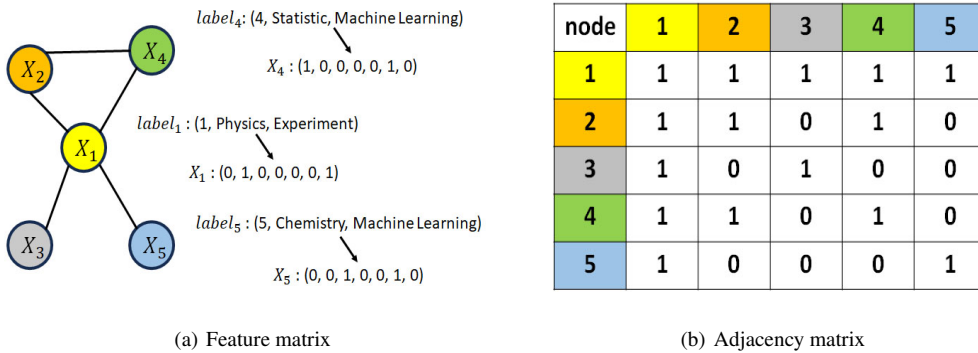 label₄ : (4, Statistic, Machine Learning)
X₄ : (1, 0, 0, 0, 0, 1, 0)
X₂
X₄
label₁ : (1, Physics, Experiment)
X₁
X₁ : (0, 1, 0, 0, 0, 0, 1)
label₅ : (5, Chemistry, Machine Learning)
X₃
X₅
X₅ : (0, 0, 1, 0, 0, 1, 0)
(a) Feature matrix
node 1 2 3 4 5
1 1 1 1 1 1
2 1 1 0 1 0
3 1 0 1 0 0
4 1 1 0 1 0
5 1 0 0 0 1
(b) Adjacency matrix